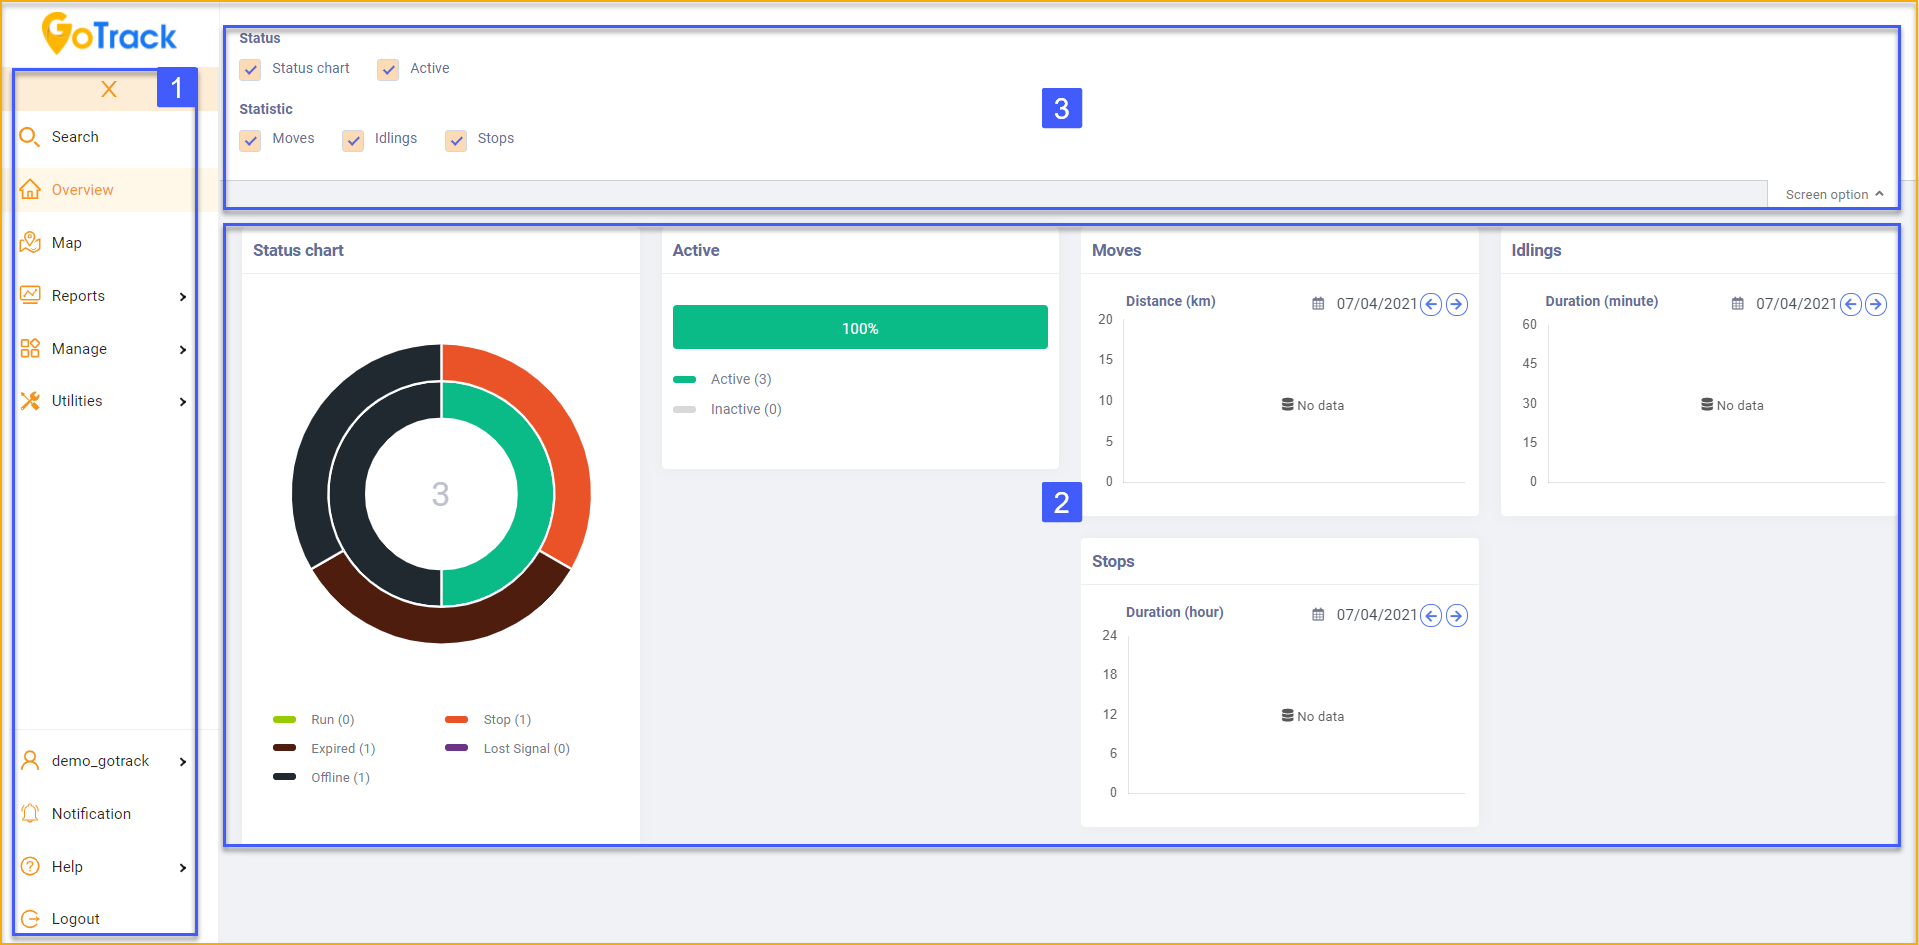 GoTrack
X
1
Search
Overview
Map
Reports
Manage
Utilities
demo_gotrack
Notification
Help
Logout
Status
Status chart
Active
Statistic
Moves
Idlings
Stops
3
Screen option
Status chart
3
Run (0)
Stop (1)
Expired (1)
Lost Signal (0)
Offline (1)
Active
100%
Active (3)
Inactive (0)
2
Moves
Distance (km)
07/04/2021
20
15
10
5
0
No data
Idlings
Duration (minute)
07/04/2021
60
45
30
15
0
No data
Stops
Duration (hour)
07/04/2021
24
18
12
6
0
No data